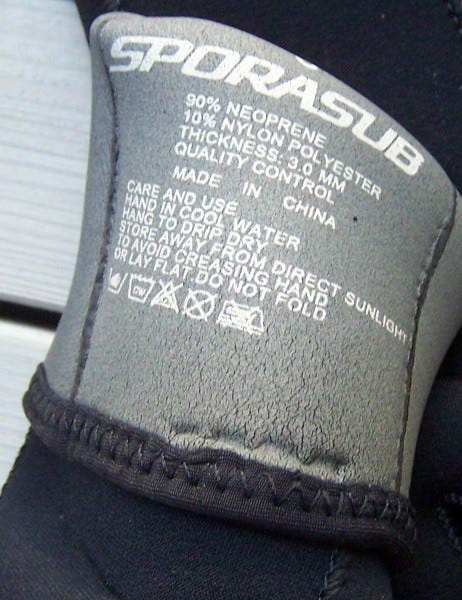 SPORASUB
90% NEOPRENE
10% NYLON POLYESTER
THICKNESS: 3.0 MM
QUALITY CONTROL
MADE IN CHINA
CARE AND USE
HAND IN COOL WATER
HANG TO DRIP DRY
STORE AWAY FROM DIRECT SUNLIGHT
TO AVOID CREASING HAND
OR LAY FLAT DO NOT FOLD